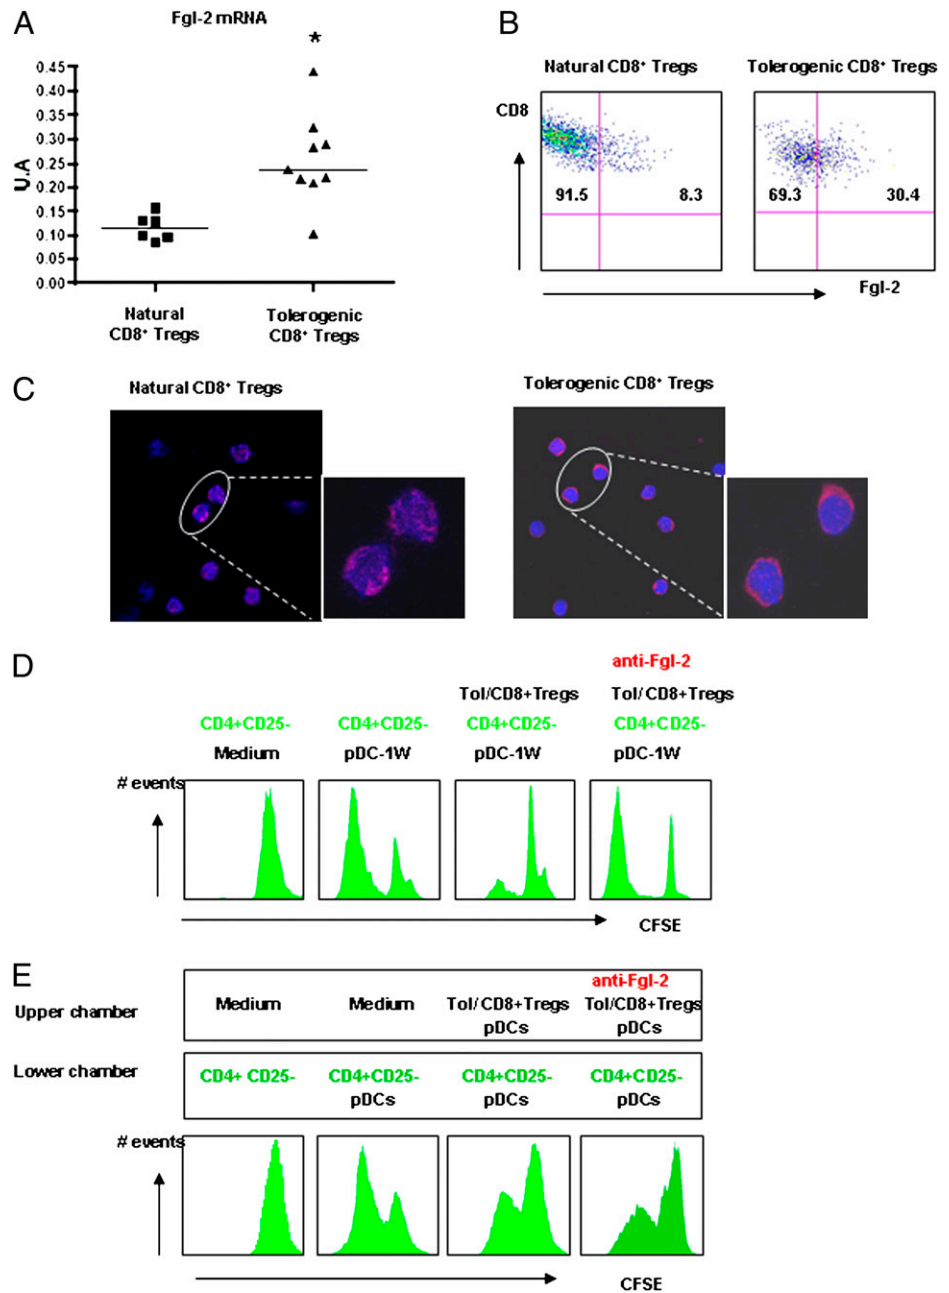 A
Fgl-2 mRNA
*
0.45
0.40
0.35
0.30
0.25
0.20
0.15
0.10
0.05
0.00
U.A
Natural
CD8+ Tregs
Tolerogenic
CD8+ Tregs
B
Natural CD8+ Tregs
Tolerogenic CD8+ Tregs
CD8
91.5
8.3
69.3
30.4
Fgl-2
C
Natural CD8+ Tregs
Tolerogenic CD8+ Tregs
D
anti-Fgl-2
Tol/CD8+Tregs
Tol/ CD8+Tregs
CD4+CD25-
CD4+CD25-
CD4+CD25-
CD4+CD25-
Medium
pDC-1W
pDC-1W
pDC-1W
# events
CFSE
E
Upper chamber
Medium
Medium
Tol/ CD8+Tregs
pDCs
anti-Fgl-2
Tol/CD8+Tregs
pDCs
Lower chamber
CD4+ CD25-
CD4+CD25-
pDCs
CD4+CD25-
pDCs
CD4+CD25-
pDCs
# events
CFSE